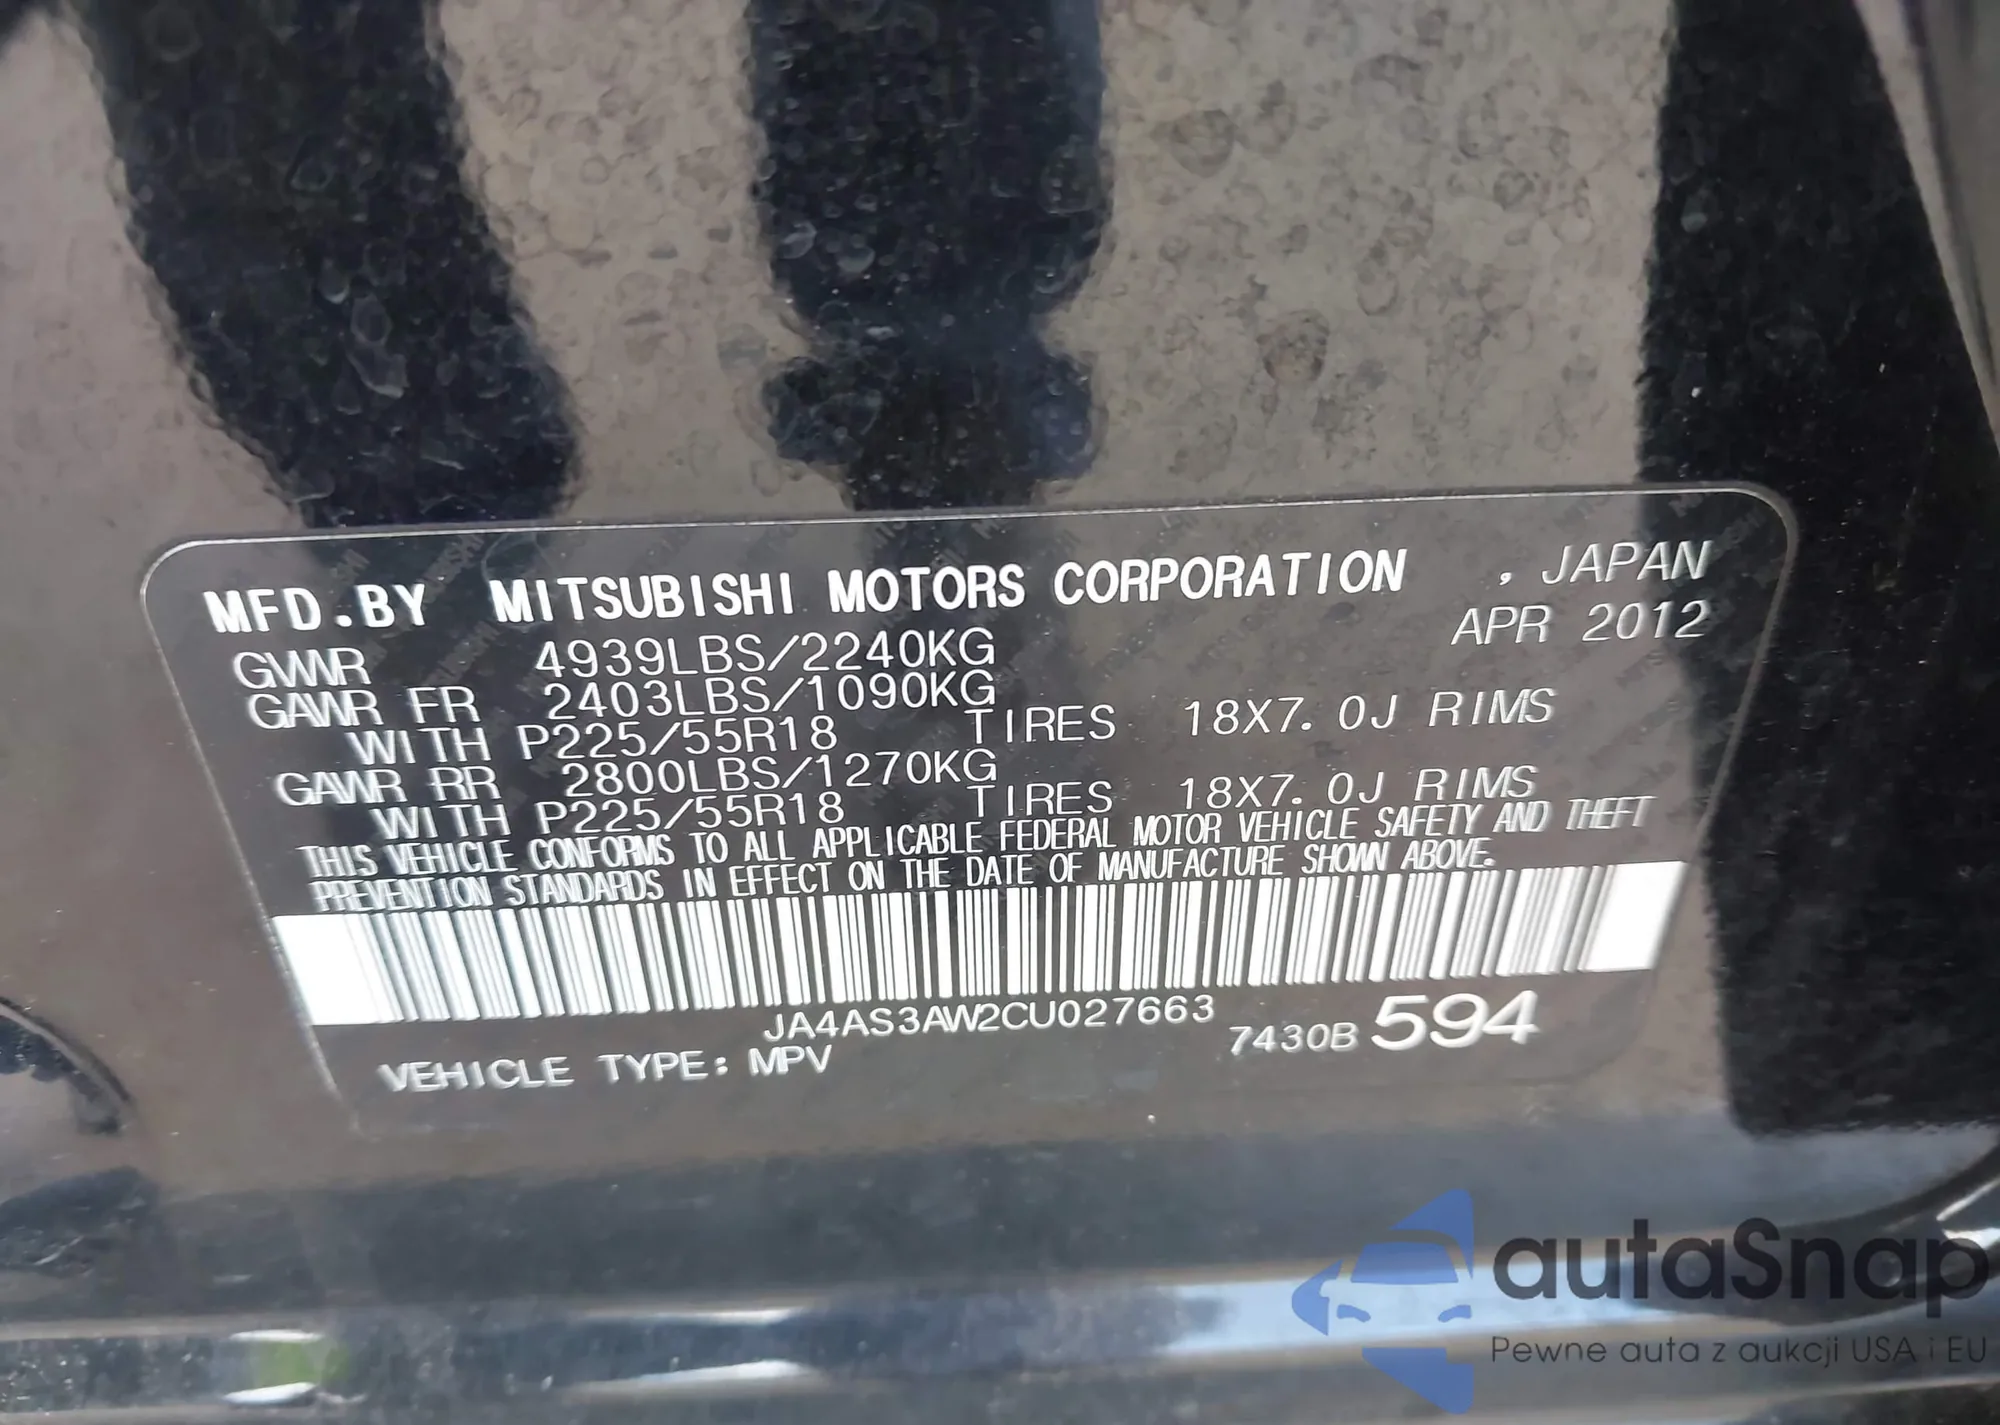 MFD.BY MITSUBISHI MOTORS CORPORATION , JAPAN
GVWR 4939LBS/2240KG APR 2012
GAWR FR 2403LBS/1090KG
WITH P225/55R18 TIRES 18X7.0J RIMS
GAWR RR 2800LBS/1270KG
WITH P225/55R18 TIRES 18X7.0J RIMS
THIS VEHICLE CONFORMS TO ALL APPLICABLE FEDERAL MOTOR VEHICLE SAFETY AND THEFT
PREVENTION STANDARDS IN EFFECT ON THE DATE OF MANUFACTURE SHOWN ABOVE.
JA4AS3AW2CU027663
7430B 594
VEHICLE TYPE: MPV
autaSnap
Pewne auta z aukcji USA i EU